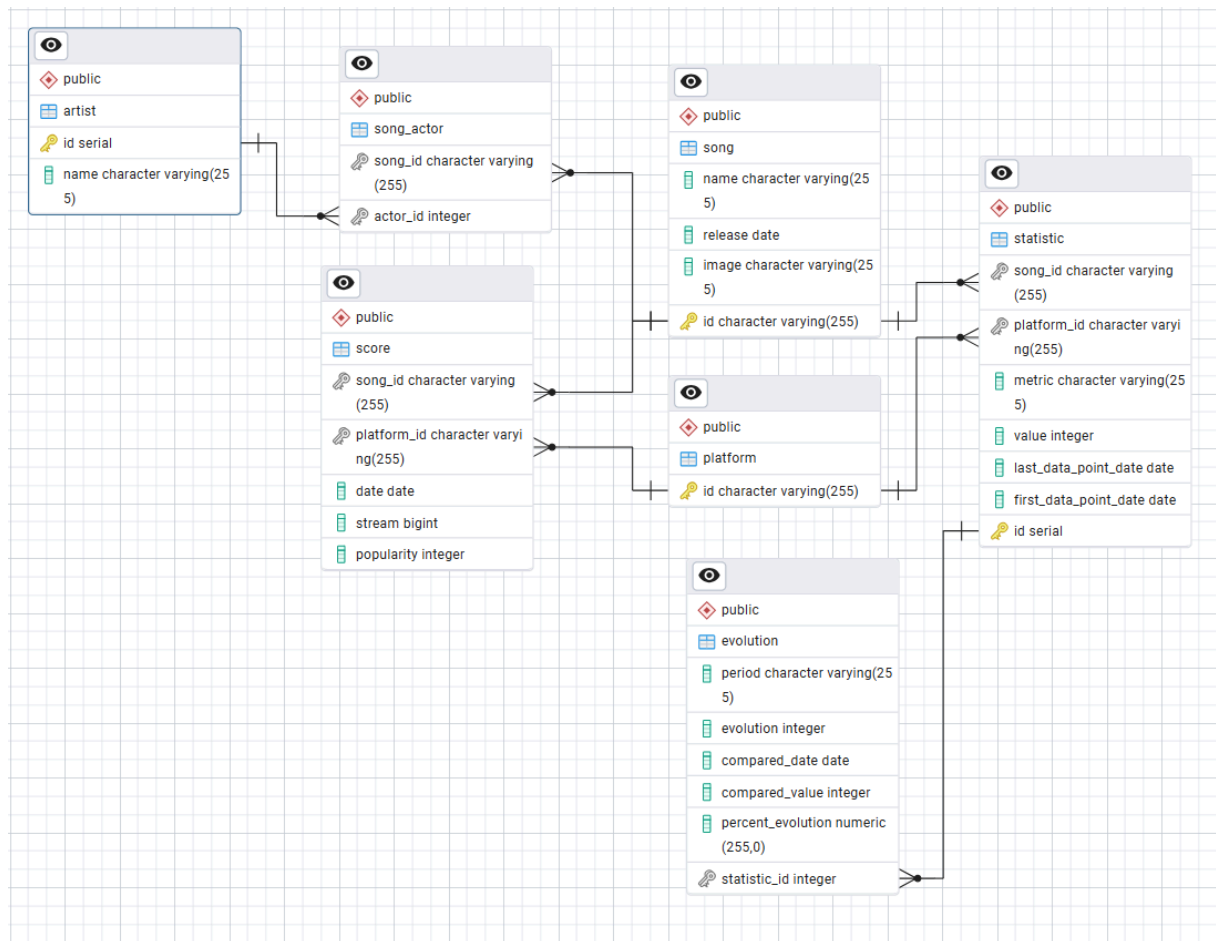 public
artist
id serial
name character varying(25
5)
public
song_actor
song_id character varying
(255)
actor_id integer
public
score
song_id character varying
(255)
platform_id character varyi
ng(255)
date date
stream bigint
popularity integer
public
song
name character varying(25
5)
release date
image character varying(25
5)
id character varying(255)
public
platform
id character varying(255)
public
evolution
period character varying(25
5)
evolution integer
compared_date date
compared_value integer
percent_evolution numeric
(255,0)
statistic_id integer
public
statistic
song_id character varying
(255)
platform_id character varyi
ng(255)
metric character varying(25
5)
value integer
last_data_point_date date
first_data_point_date date
id serial